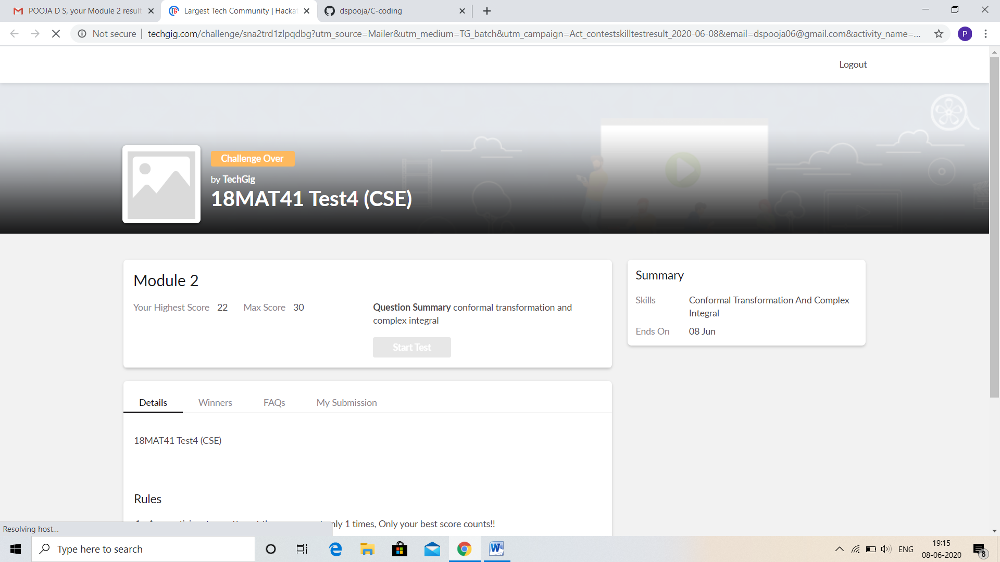 POOJA D S, your Module 2 result
Largest Tech Community | Hacka
dspooja/C-coding
Not secure
techgig.com/challenge/sna2trd1zlpqdbg?utm_source=Mailer&utm_medium=TG_batch&utm_campaign=Act_contestskilltestresult_2020-06-08&email=dspooja06@gmail.com&activity_name=...
P
Logout
Challenge Over
by TechGig
18MAT41 Test4 (CSE)
Module 2
Your Highest Score 22 Max Score 30
Question Summary conformal transformation and
complex integral
Start Test
Summary
Skills Conformal Transformation And Complex
Integral
Ends On 08 Jun
Details Winners FAQs My Submission
18MAT41 Test4 (CSE)
Rules
1 times, Only your best score counts!!
Resolving host...
Type here to search
ENG
19:15
08-06-2020
8